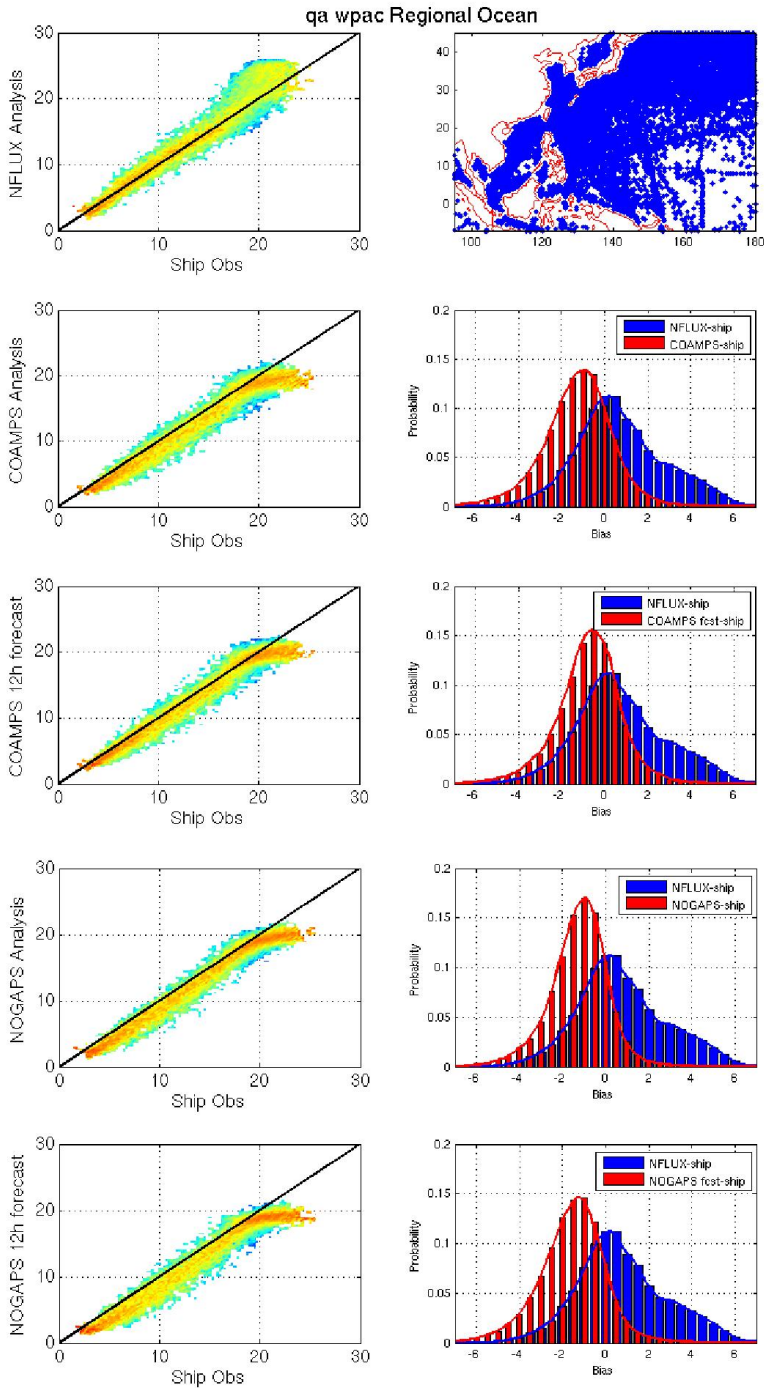 qa wpac Regional Ocean
NFLUX Analysis
30
20
10
0
0 10 20 30
Ship Obs
40
30
20
10
0
100 120 140 160 180
COAMPS Analysis
30
20
10
0
0 10 20 30
Ship Obs
Probability
0.2
0.15
0.1
0.05
0
-6 -4 -2 0 2 4 6
Bias
NFLUX-ship
COAMPS-ship
COAMPS 12h forecast
30
20
10
0
0 10 20 30
Ship Obs
Probability
0.2
0.15
0.1
0.05
0
-6 -4 -2 0 2 4 6
Bias
NFLUX-ship
COAMPS fcst-ship
NOGAPS Analysis
30
20
10
0
0 10 20 30
Ship Obs
Probability
0.2
0.15
0.1
0.05
0
-6 -4 -2 0 2 4 6
Bias
NFLUX-ship
NOGAPS-ship
NOGAPS 12h forecast
30
20
10
0
0 10 20 30
Ship Obs
Probability
0.2
0.15
0.1
0.05
0
-6 -4 -2 0 2 4 6
Bias
NFLUX-ship
NOGAPS fcst-ship